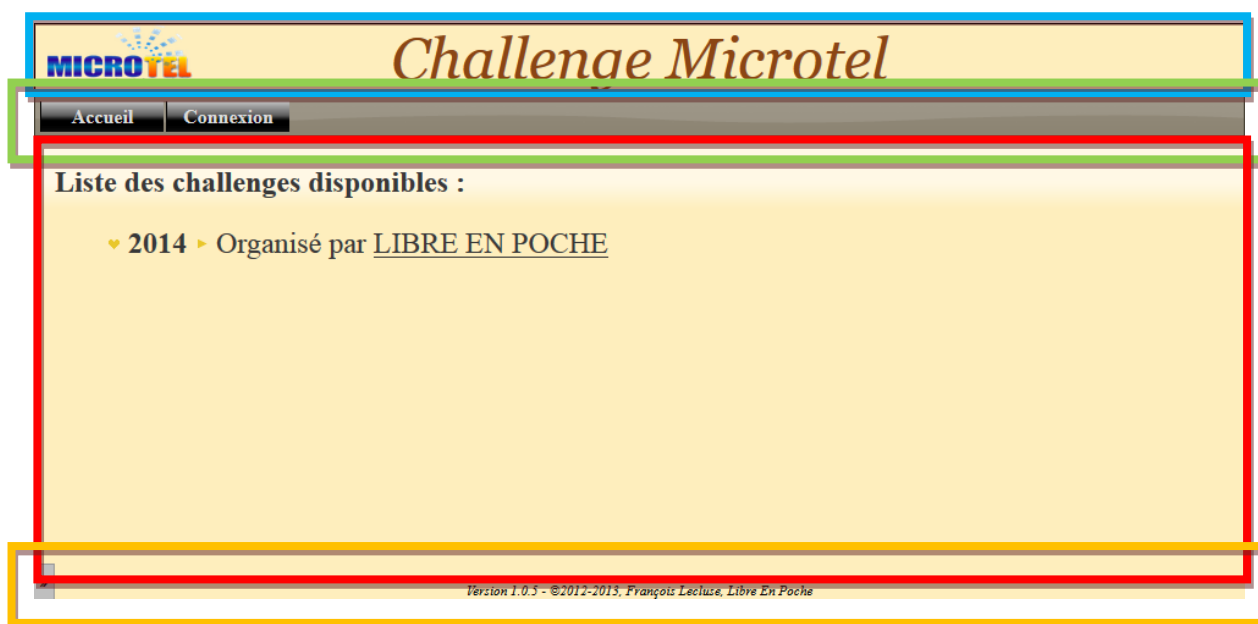 MICROTEL
Challenge Microtel
Accueil Connexion
Liste des challenges disponibles :
2014 Organisé par LIBRE EN POCHE
Version 1.0.5 - ©2012-2013, François Lecluse, Libre En Poche